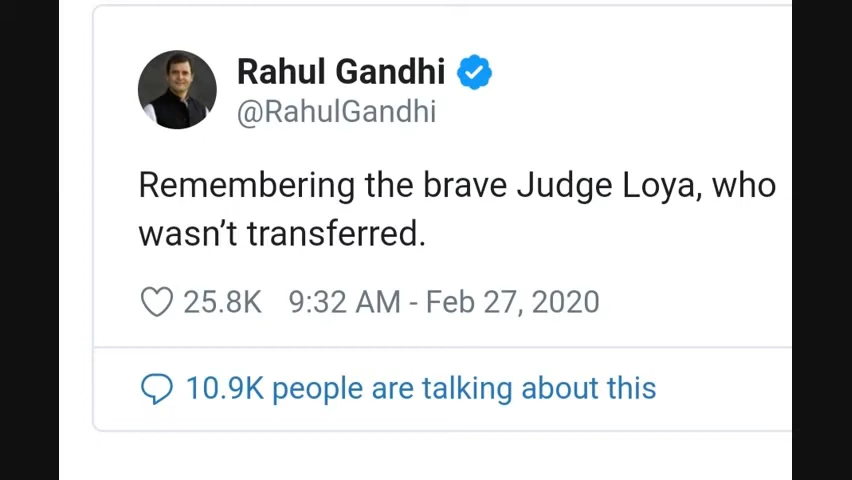 Rahul Gandhi
@RahulGandhi
Remembering the brave Judge Loya, who
wasn’t transferred.
25.8K 9:32 AM - Feb 27, 2020
10.9K people are talking about this